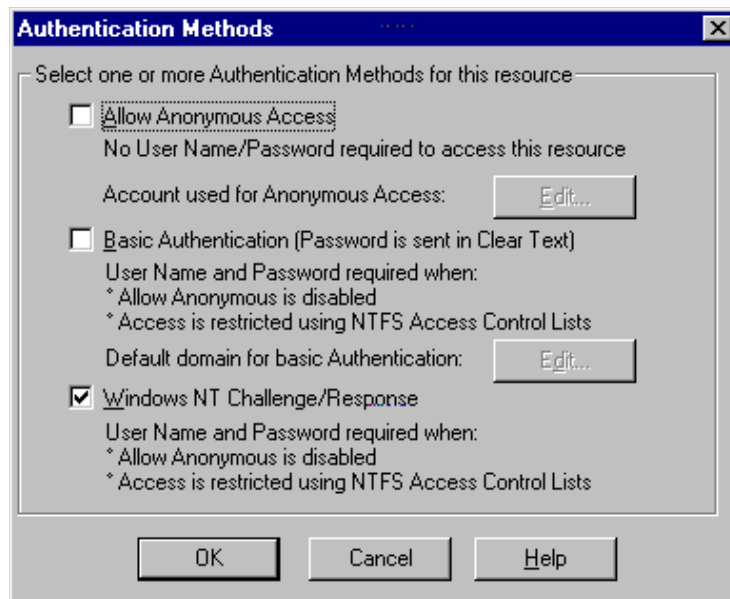 Authentication Methods
Select one or more Authentication Methods for this resource
Allow Anonymous Access
No User Name/Password required to access this resource
Account used for Anonymous Access: Edit...
Basic Authentication (Password is sent in Clear Text)
User Name and Password required when:
* Allow Anonymous is disabled
* Access is restricted using NTFS Access Control Lists
Default domain for basic Authentication: Edit...
Windows NT Challenge/Response
User Name and Password required when:
* Allow Anonymous is disabled
* Access is restricted using NTFS Access Control Lists
OK Cancel Help